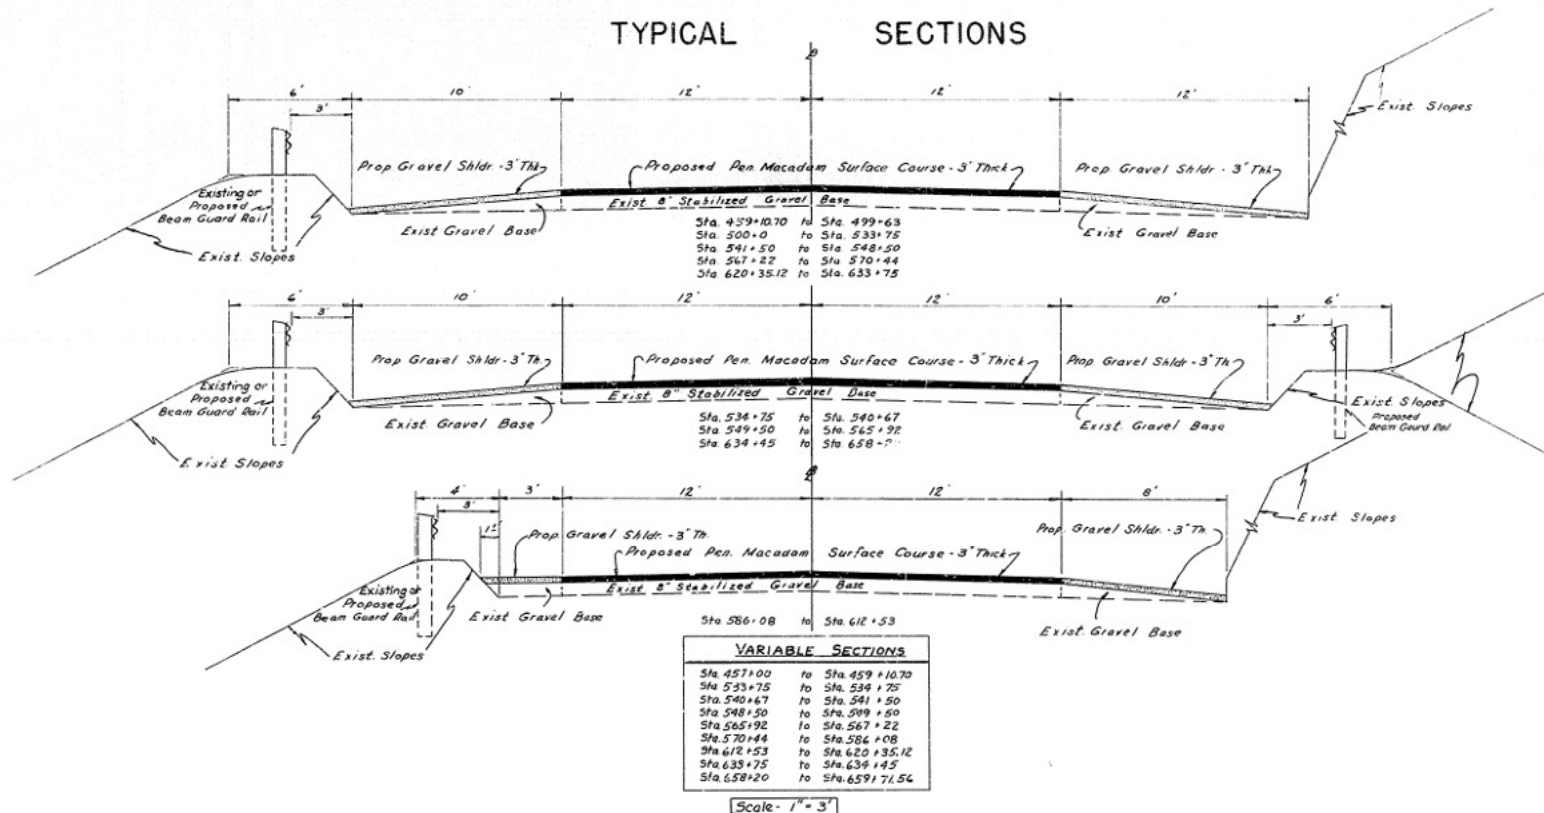 TYPICAL SECTIONS
6' 10' 12' 12' 12'
3'
Exist. Slopes
Prop. Gravel Shldr. - 3" Thk.
Proposed Pen. Macadam Surface Course - 3" Thick
Prop. Gravel Shldr - 3" Thk.
Existing or
Proposed
Beam Guard Rail
Exist 8" Stabilized Gravel Base
Exist Gravel Base
Exist Gravel Base
Exist. Slopes
Sta. 459+10.70 to Sta. 499+63
Sta. 500+0 to Sta. 533+75
Sta. 541+50 to Sta. 548+50
Sta. 567+22 to Sta. 570+44
Sta. 620+35.12 to Sta. 633+75
6' 10' 12' 12' 10' 6'
3' 3'
Prop. Gravel Shldr - 3" Th.
Proposed Pen. Macadam Surface Course - 3" Thick
Prop. Gravel Shldr - 3" Th.
Existing or
Proposed
Beam Guard Rail
Exist. 8" Stabilized Gravel Base
Exist. Gravel Base
Exist. Gravel Base
Exist. Slopes
Proposed
Beam Guard Rail
Exist. Slopes
Sta. 534+75 to Sta. 540+67
Sta. 549+50 to Sta. 565+92
Sta. 634+45 to Sta. 658+
4' 3' 12' 12' 8'
3'
Prop. Gravel Shldr. - 3" Th.
Proposed Pen. Macadam Surface Course - 3" Thick
Prop. Gravel Shldr. - 3" Th.
Exist. Slopes
Existing or
Proposed
Beam Guard Rail
Exist 8" Stabilized Gravel Base
Exist Gravel Base
Exist. Gravel Base
Exist. Slopes
Sta. 586+08 to Sta. 612+53
VARIABLE SECTIONS
Sta. 457+00 to Sta. 459+10.70
Sta. 533+75 to Sta. 534+75
Sta. 540+67 to Sta. 541+50
Sta. 548+50 to Sta. 549+50
Sta. 565+92 to Sta. 567+22
Sta. 570+44 to Sta. 586+08
Sta. 612+53 to Sta. 620+35.12
Sta. 633+75 to Sta. 634+45
Sta. 658+20 to Sta. 659+71.56
Scale - 1" = 3'